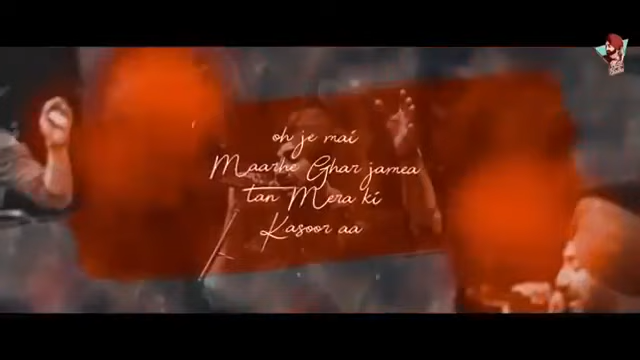 oh je mai
Maarhe Ghar jamea
tan Mera ki
Kasoor aa